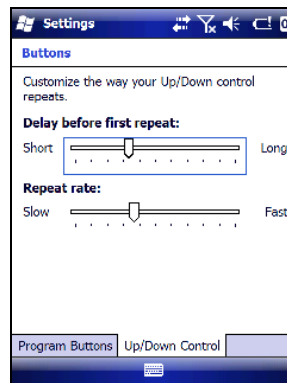 Settings
Buttons
Customize the way your Up/Down control
repeats.
Delay before first repeat:
Short Long
Repeat rate:
Slow Fast
Program Buttons Up/Down Control